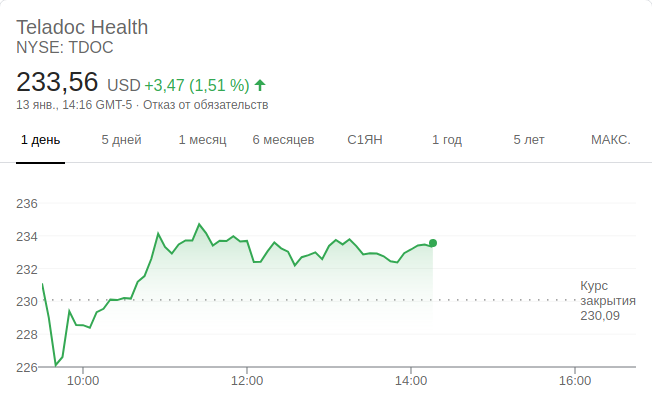 Teladoc Health
NYSE: TDOC
233,56 USD +3,47 (1,51 %)
13 янв., 14:16 GMT-5 · Отказ от обязательств
1 день 5 дней 1 месяц 6 месяцев С1ЯН 1 год 5 лет МАКС.
236
234
232
Курс
230 закрытия
230,09
228
226
10:00 12:00 14:00 16:00